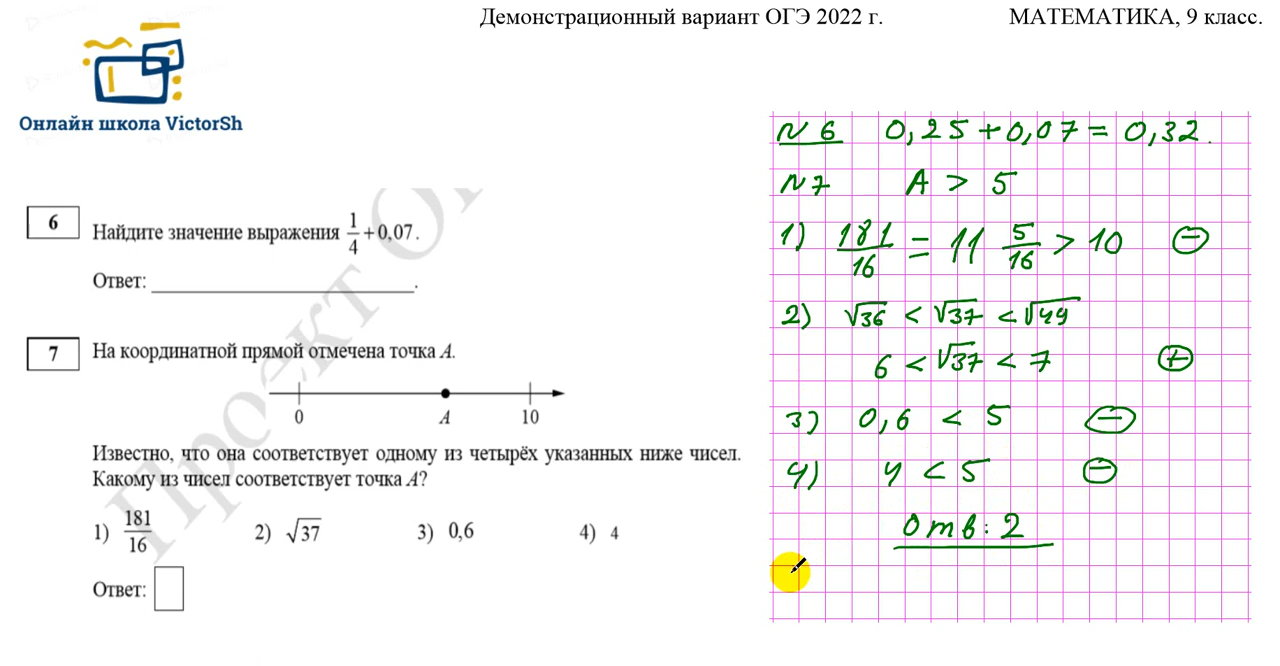 Демонстрационный вариант ОГЭ 2022 г. МАТЕМАТИКА, 9 класс.
Онлайн школа VictorSh
Проект ОГ
6 Найдите значение выражения 1/4 + 0,07.
Ответ: ____________________.
7 На координатной прямой отмечена точка A.
0 A 10
Известно, что она соответствует одному из четырёх указанных ниже чисел.
Какому из чисел соответствует точка A?
1) 181/16 2) √37 3) 0,6 4) 4
Ответ:
№ 6 0,25 + 0,07 = 0,32.
№ 7 A > 5
1) 181/16 = 11 5/16 > 10 ⊖
2) √36 < √37 < √49
6 < √37 < 7 ⊕
3) 0,6 < 5 ⊖
4) 4 < 5 ⊖
Отв: 2